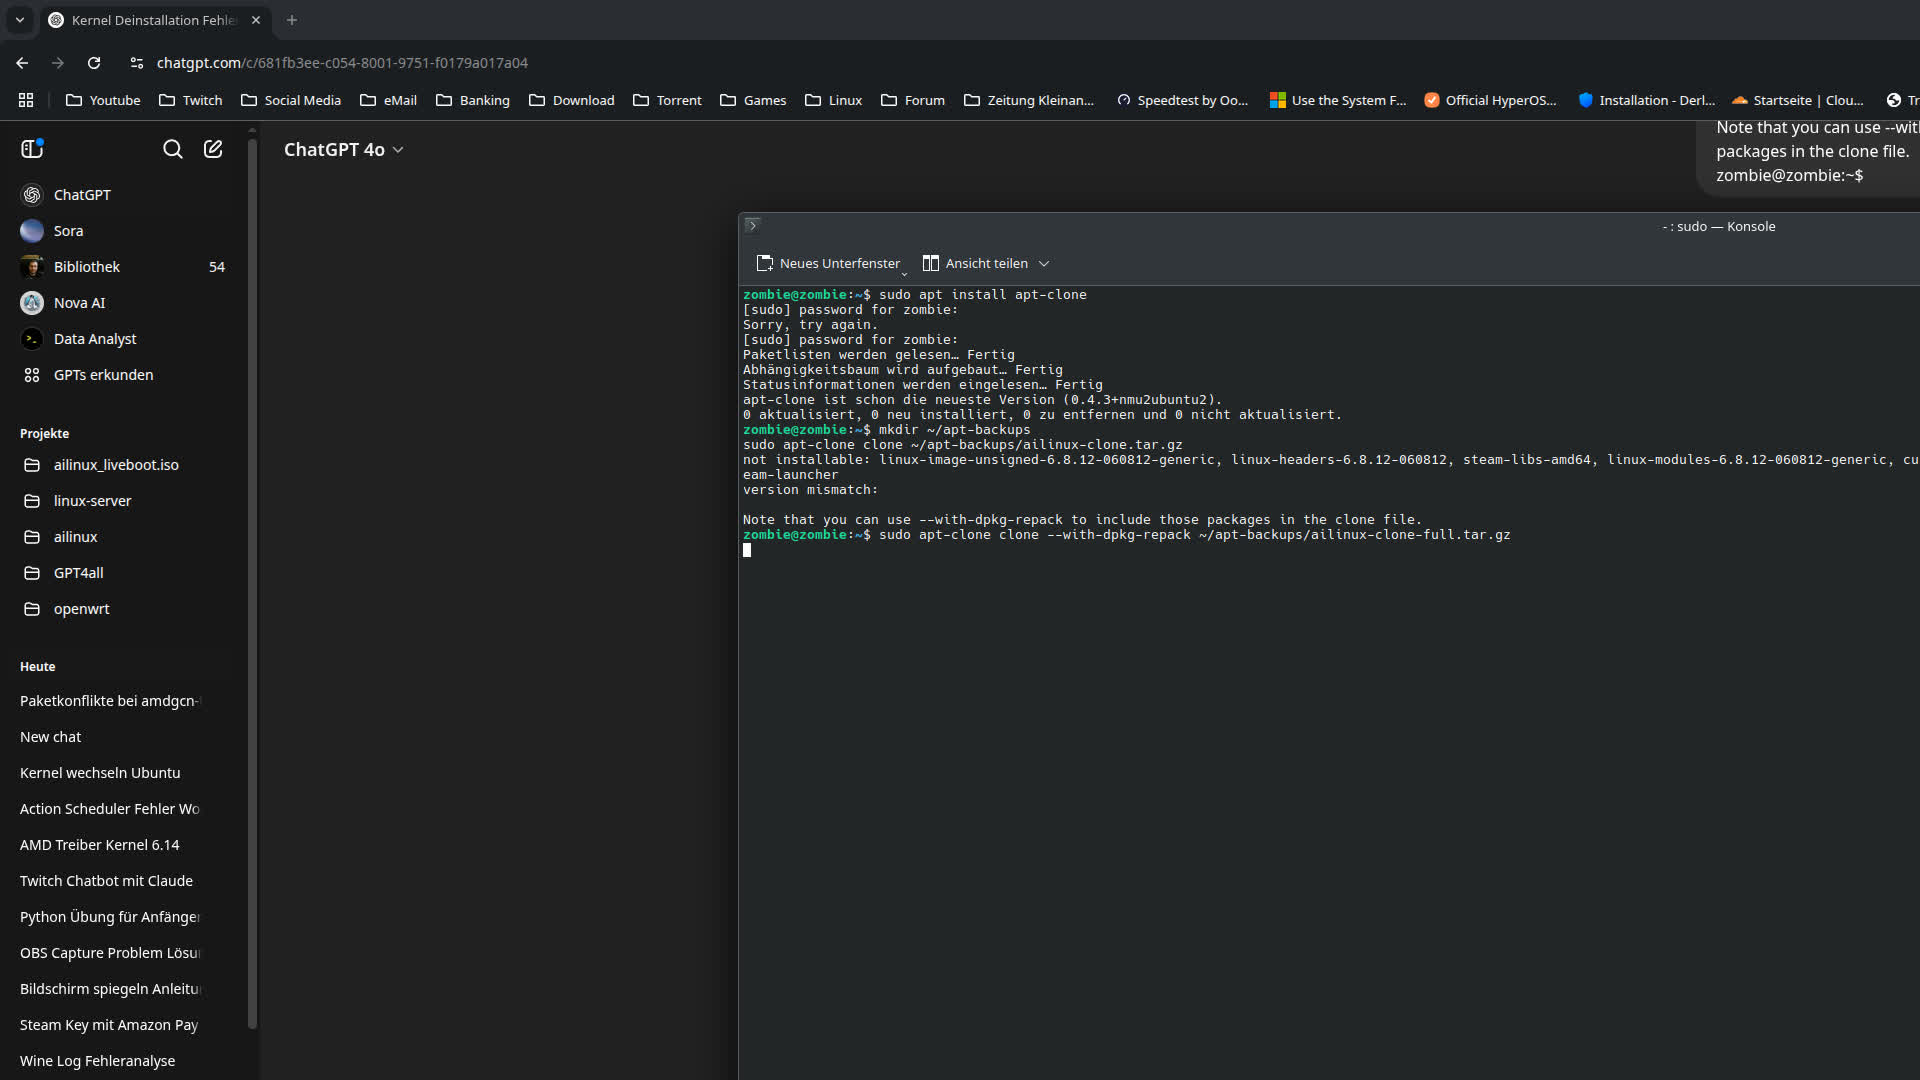 Kernel Deinstallation Fehle
chatgpt.com/c/681fb3ee-c054-8001-9751-f0179a017a04
Youtube
Twitch
Social Media
eMail
Banking
Download
Torrent
Games
Linux
Forum
Zeitung Kleinan...
Speedtest by Oo...
Use the System F...
Official HyperOS...
Installation - Derl...
Startseite | Clou...
Tr
ChatGPT
Sora
Bibliothek 54
Nova AI
Data Analyst
GPTs erkunden
Projekte
ailinux_liveboot.iso
linux-server
ailinux
GPT4all
openwrt
Heute
Paketkonflikte bei amdgcn-
New chat
Kernel wechseln Ubuntu
Action Scheduler Fehler Wo
AMD Treiber Kernel 6.14
Twitch Chatbot mit Claude
Python Übung für Anfänger
OBS Capture Problem Lösu
Bildschirm spiegeln Anleitu
Steam Key mit Amazon Pay
Wine Log Fehleranalyse
ChatGPT 4o
Note that you can use --wit
packages in the clone file.
zombie@zombie:~$
- : sudo — Konsole
Neues Unterfenster
Ansicht teilen
zombie@zombie:~$ sudo apt install apt-clone
[sudo] password for zombie:
Sorry, try again.
[sudo] password for zombie:
Paketlisten werden gelesen… Fertig
Abhängigkeitsbaum wird aufgebaut… Fertig
Statusinformationen werden eingelesen… Fertig
apt-clone ist schon die neueste Version (0.4.3+nmu2ubuntu2).
0 aktualisiert, 0 neu installiert, 0 zu entfernen und 0 nicht aktualisiert.
zombie@zombie:~$ mkdir ~/apt-backups
sudo apt-clone clone ~/apt-backups/ailinux-clone.tar.gz
not installable: linux-image-unsigned-6.8.12-060812-generic, linux-headers-6.8.12-060812, steam-libs-amd64, linux-modules-6.8.12-060812-generic, cu
eam-launcher
version mismatch:
Note that you can use --with-dpkg-repack to include those packages in the clone file.
zombie@zombie:~$ sudo apt-clone clone --with-dpkg-repack ~/apt-backups/ailinux-clone-full.tar.gz